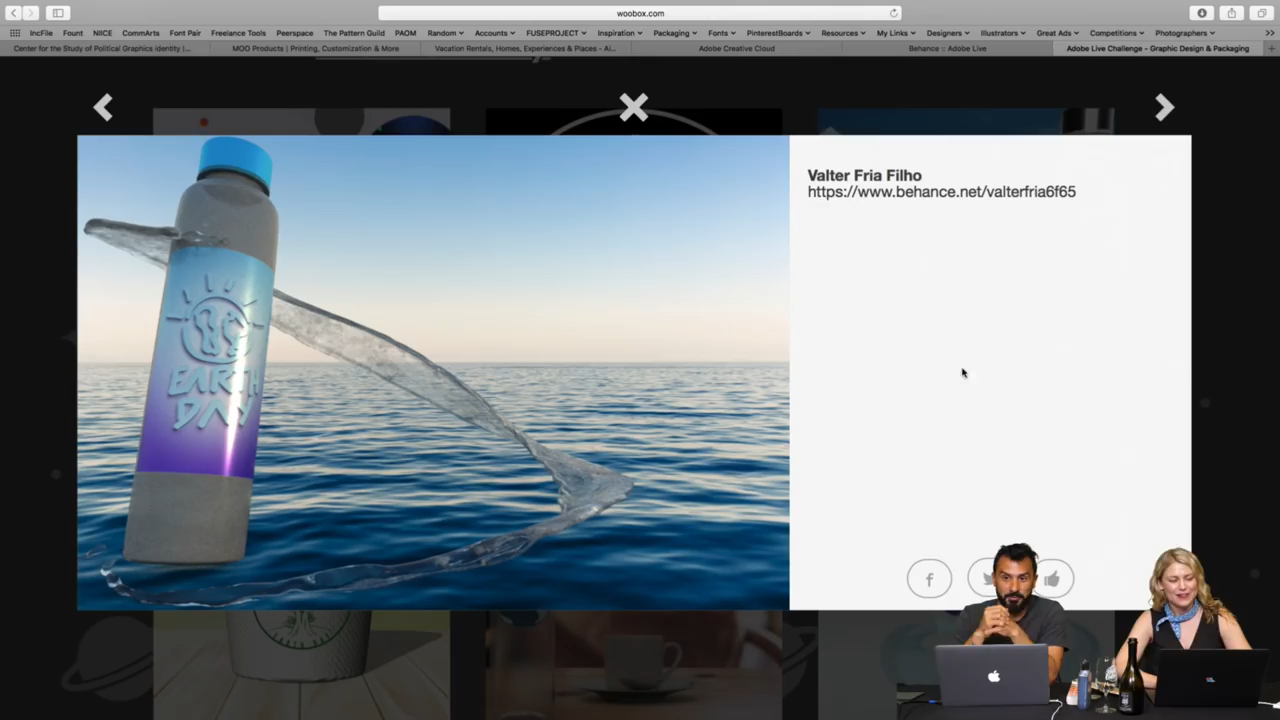 woobox.com
IncFile Fount NIICE CommArts Font Pair Freelance Tools Peerspace The Pattern Guild PAOM Random Accounts FUSEPROJECT Inspiration Packaging Fonts PinterestBoards Resources My Links Designers Illustrators Great Ads Competitions Photographers
Center for the Study of Political Graphics identity |... MOO Products | Printing, Customization & More Vacation Rentals, Homes, Experiences & Places - Ai... Adobe Creative Cloud Behance :: Adobe Live Adobe Live Challenge - Graphic Design & Packaging
Valter Fria Filho
https://www.behance.net/valterfria6f65
EARTH
DAY